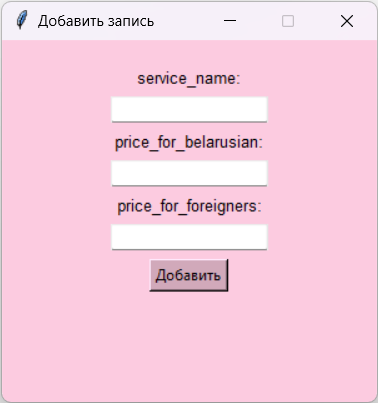 Добавить запись
service_name:
price_for_belarusian:
price_for_foreigners:
Добавить